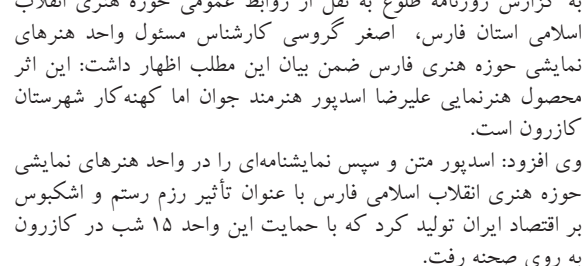 به گزارش روزنامه طلوع به نقل از روابط عمومی حوزه هنری انقلاب
اسلامی استان فارس، اصغر گروسی کارشناس مسئول واحد هنرهای
نمایشی حوزه هنری فارس ضمن بیان این مطلب اظهار داشت: این اثر
محصول هنرنمایی علیرضا اسدپور هنرمند جوان اما کهنه‌کار شهرستان
کازرون است.
وی افزود: اسدپور متن و سپس نمایشنامه‌ای را در واحد هنرهای نمایشی
حوزه هنری انقلاب اسلامی فارس با عنوان تأثیر رزم رستم و اشکبوس
بر اقتصاد ایران تولید کرد که با حمایت این واحد ۱۵ شب در کازرون
به روی صحنه رفت.